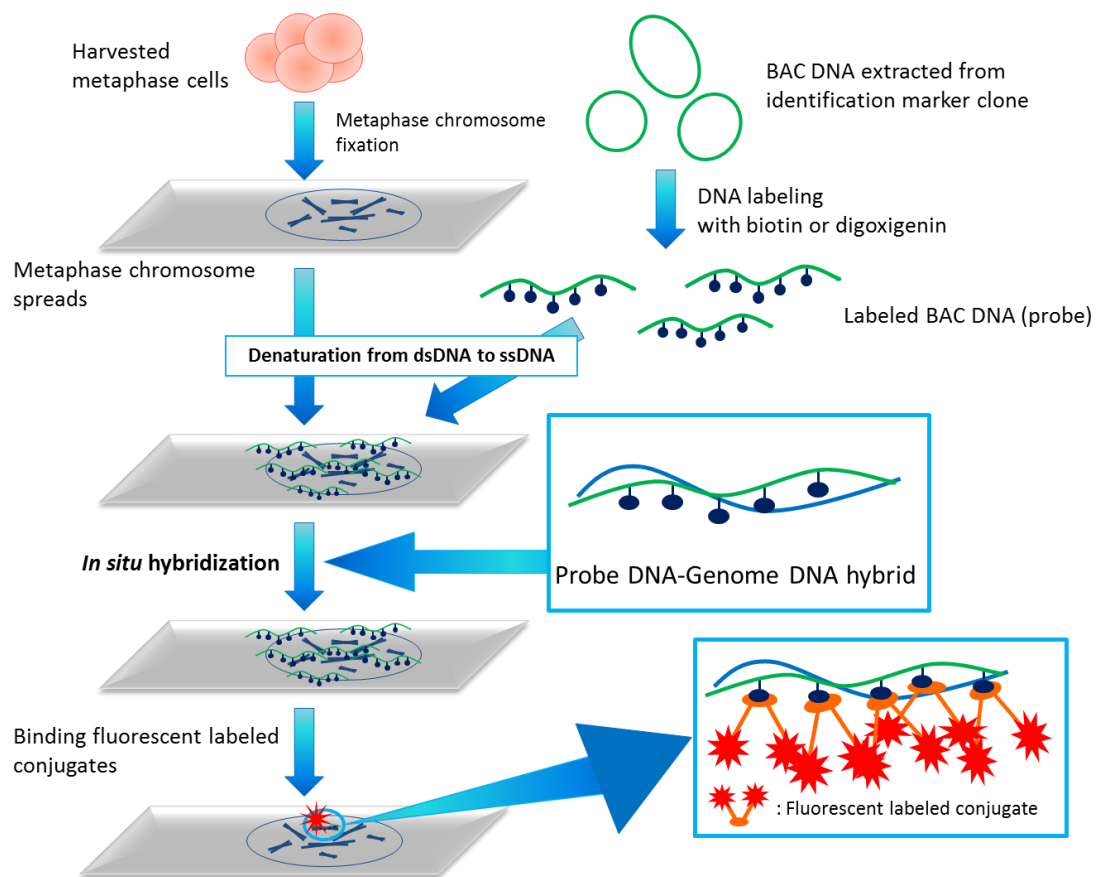 Harvested
metaphase cells
BAC DNA extracted from
identification marker clone
Metaphase chromosome
fixation
DNA labeling
with biotin or digoxigenin
Metaphase chromosome
spreads
Labeled BAC DNA (probe)
Denaturation from dsDNA to ssDNA
In situ hybridization
Probe DNA-Genome DNA hybrid
Binding fluorescent labeled
conjugates
: Fluorescent labeled conjugate